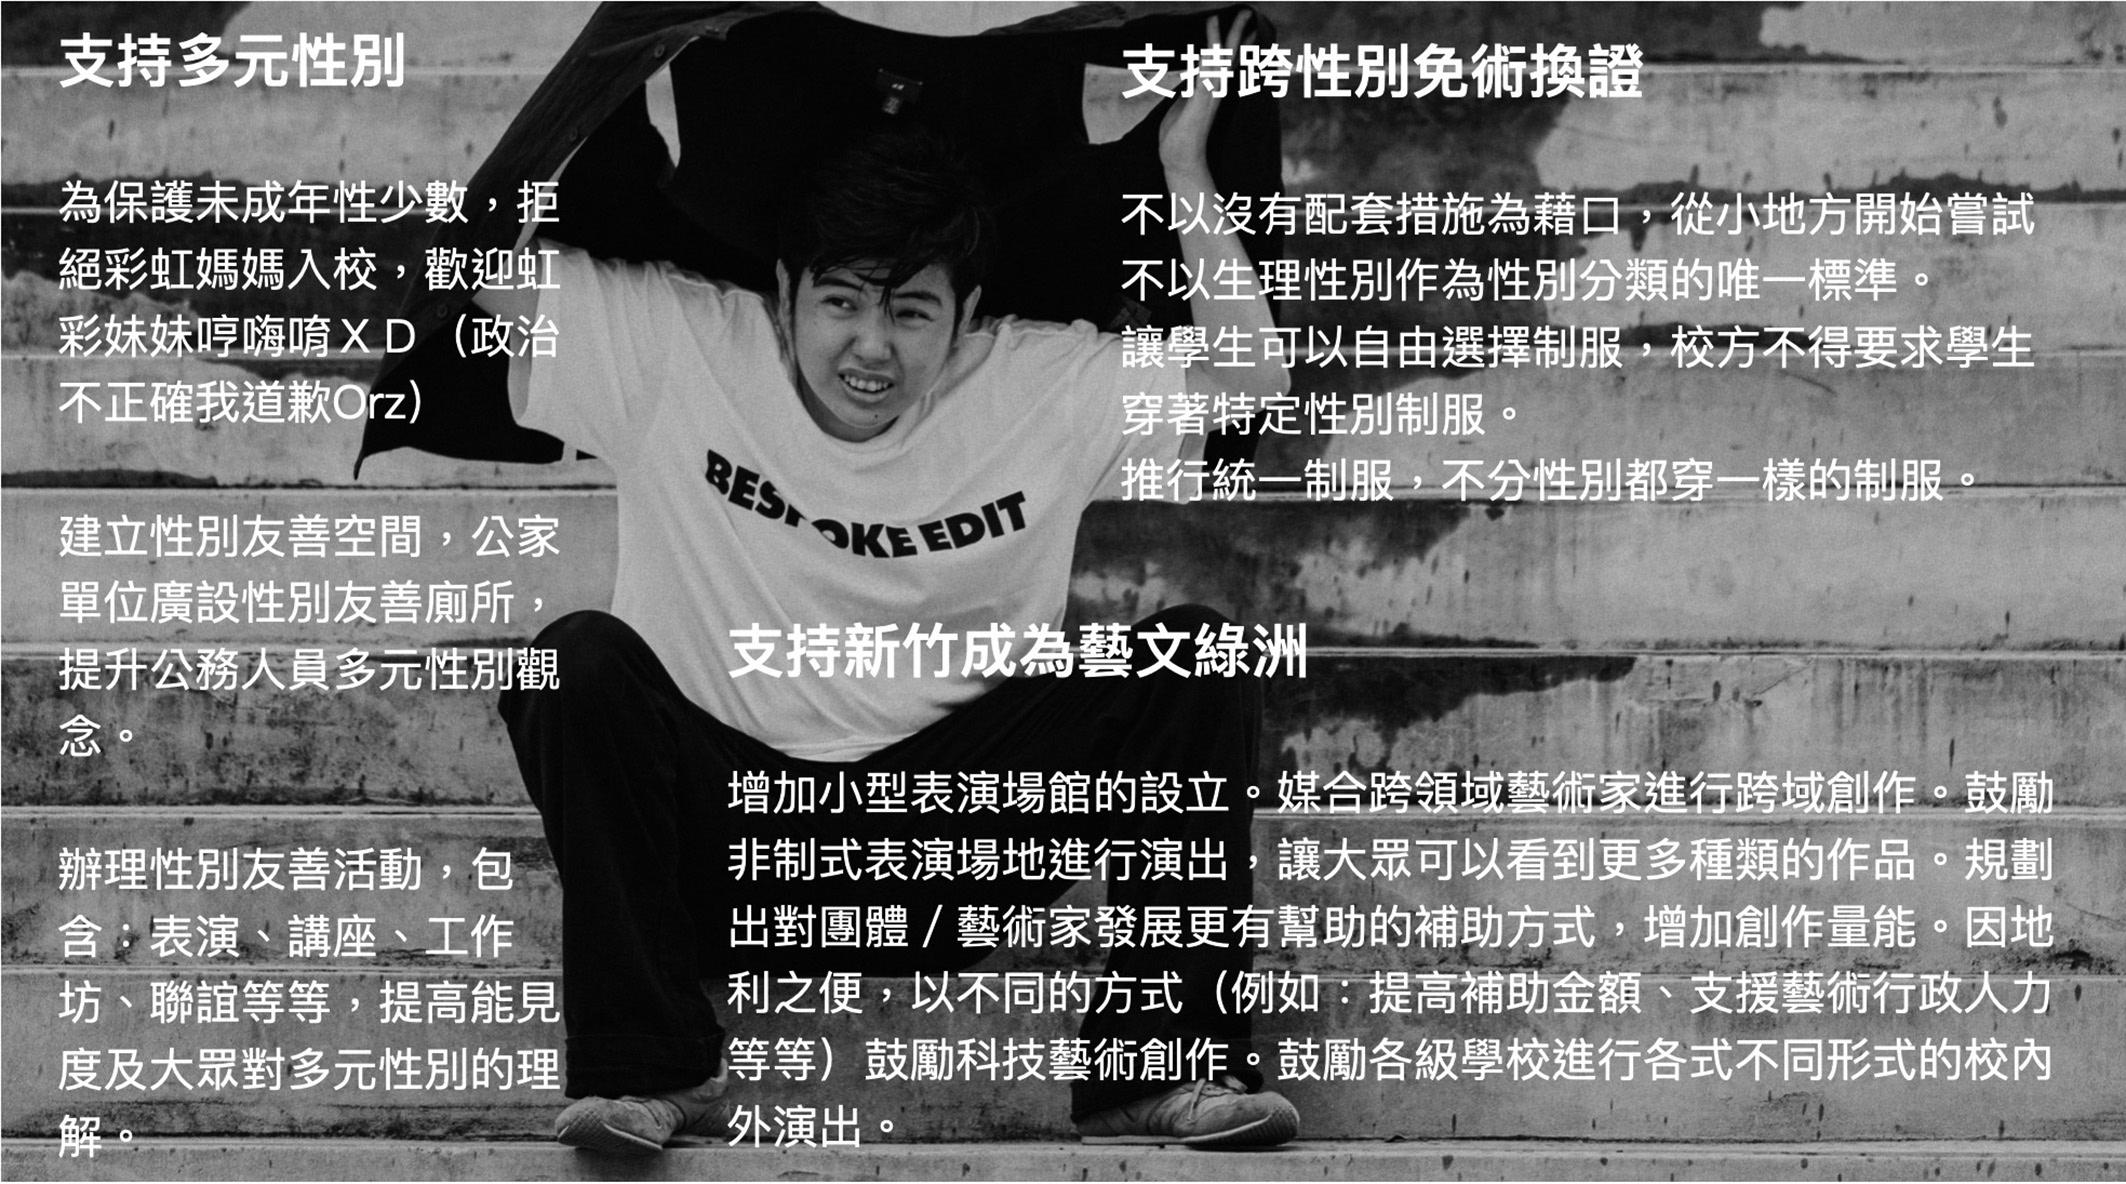 支持多元性別
為保護未成年性少數，拒
絕彩虹媽媽入校，歡迎虹
彩妹妹哼嗨唷ＸＤ（政治
不正確我道歉Orz）
建立性別友善空間，公家
單位廣設性別友善廁所，
提升公務人員多元性別觀
念。
辦理性別友善活動，包
含：表演、講座、工作
坊、聯誼等等，提高能見
度及大眾對多元性別的理
解。
支持跨性別免術換證
不以沒有配套措施為藉口，從小地方開始嘗試
不以生理性別作為性別分類的唯一標準。
讓學生可以自由選擇制服，校方不得要求學生
穿著特定性別制服。
推行統一制服，不分性別都穿一樣的制服。
BESPOKE EDIT
支持新竹成為藝文綠洲
增加小型表演場館的設立。媒合跨領域藝術家進行跨域創作。鼓勵
非制式表演場地進行演出，讓大眾可以看到更多種類的作品。規劃
出對團體／藝術家發展更有幫助的補助方式，增加創作量能。因地
利之便，以不同的方式（例如：提高補助金額、支援藝術行政人力
等等）鼓勵科技藝術創作。鼓勵各級學校進行各式不同形式的校內
外演出。